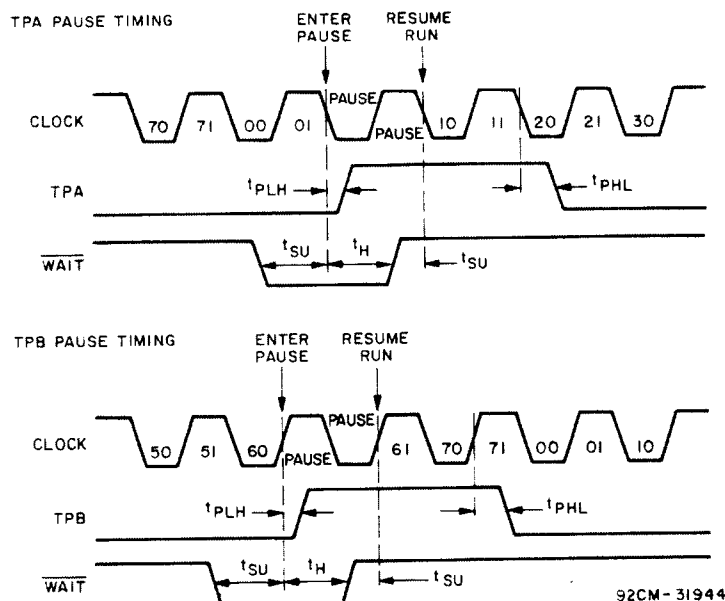 TPA PAUSE TIMING
ENTER PAUSE
RESUME RUN
CLOCK
70 71 00 01 PAUSE PAUSE 10 11 20 21 30
TPA
tPLH tPHL
WAIT
tSU tH tSU
TPB PAUSE TIMING
ENTER PAUSE
RESUME RUN
CLOCK
50 51 60 PAUSE PAUSE 61 70 71 00 01 10
TPB
tPLH tPHL
WAIT
tSU tH tSU
92CM-31944